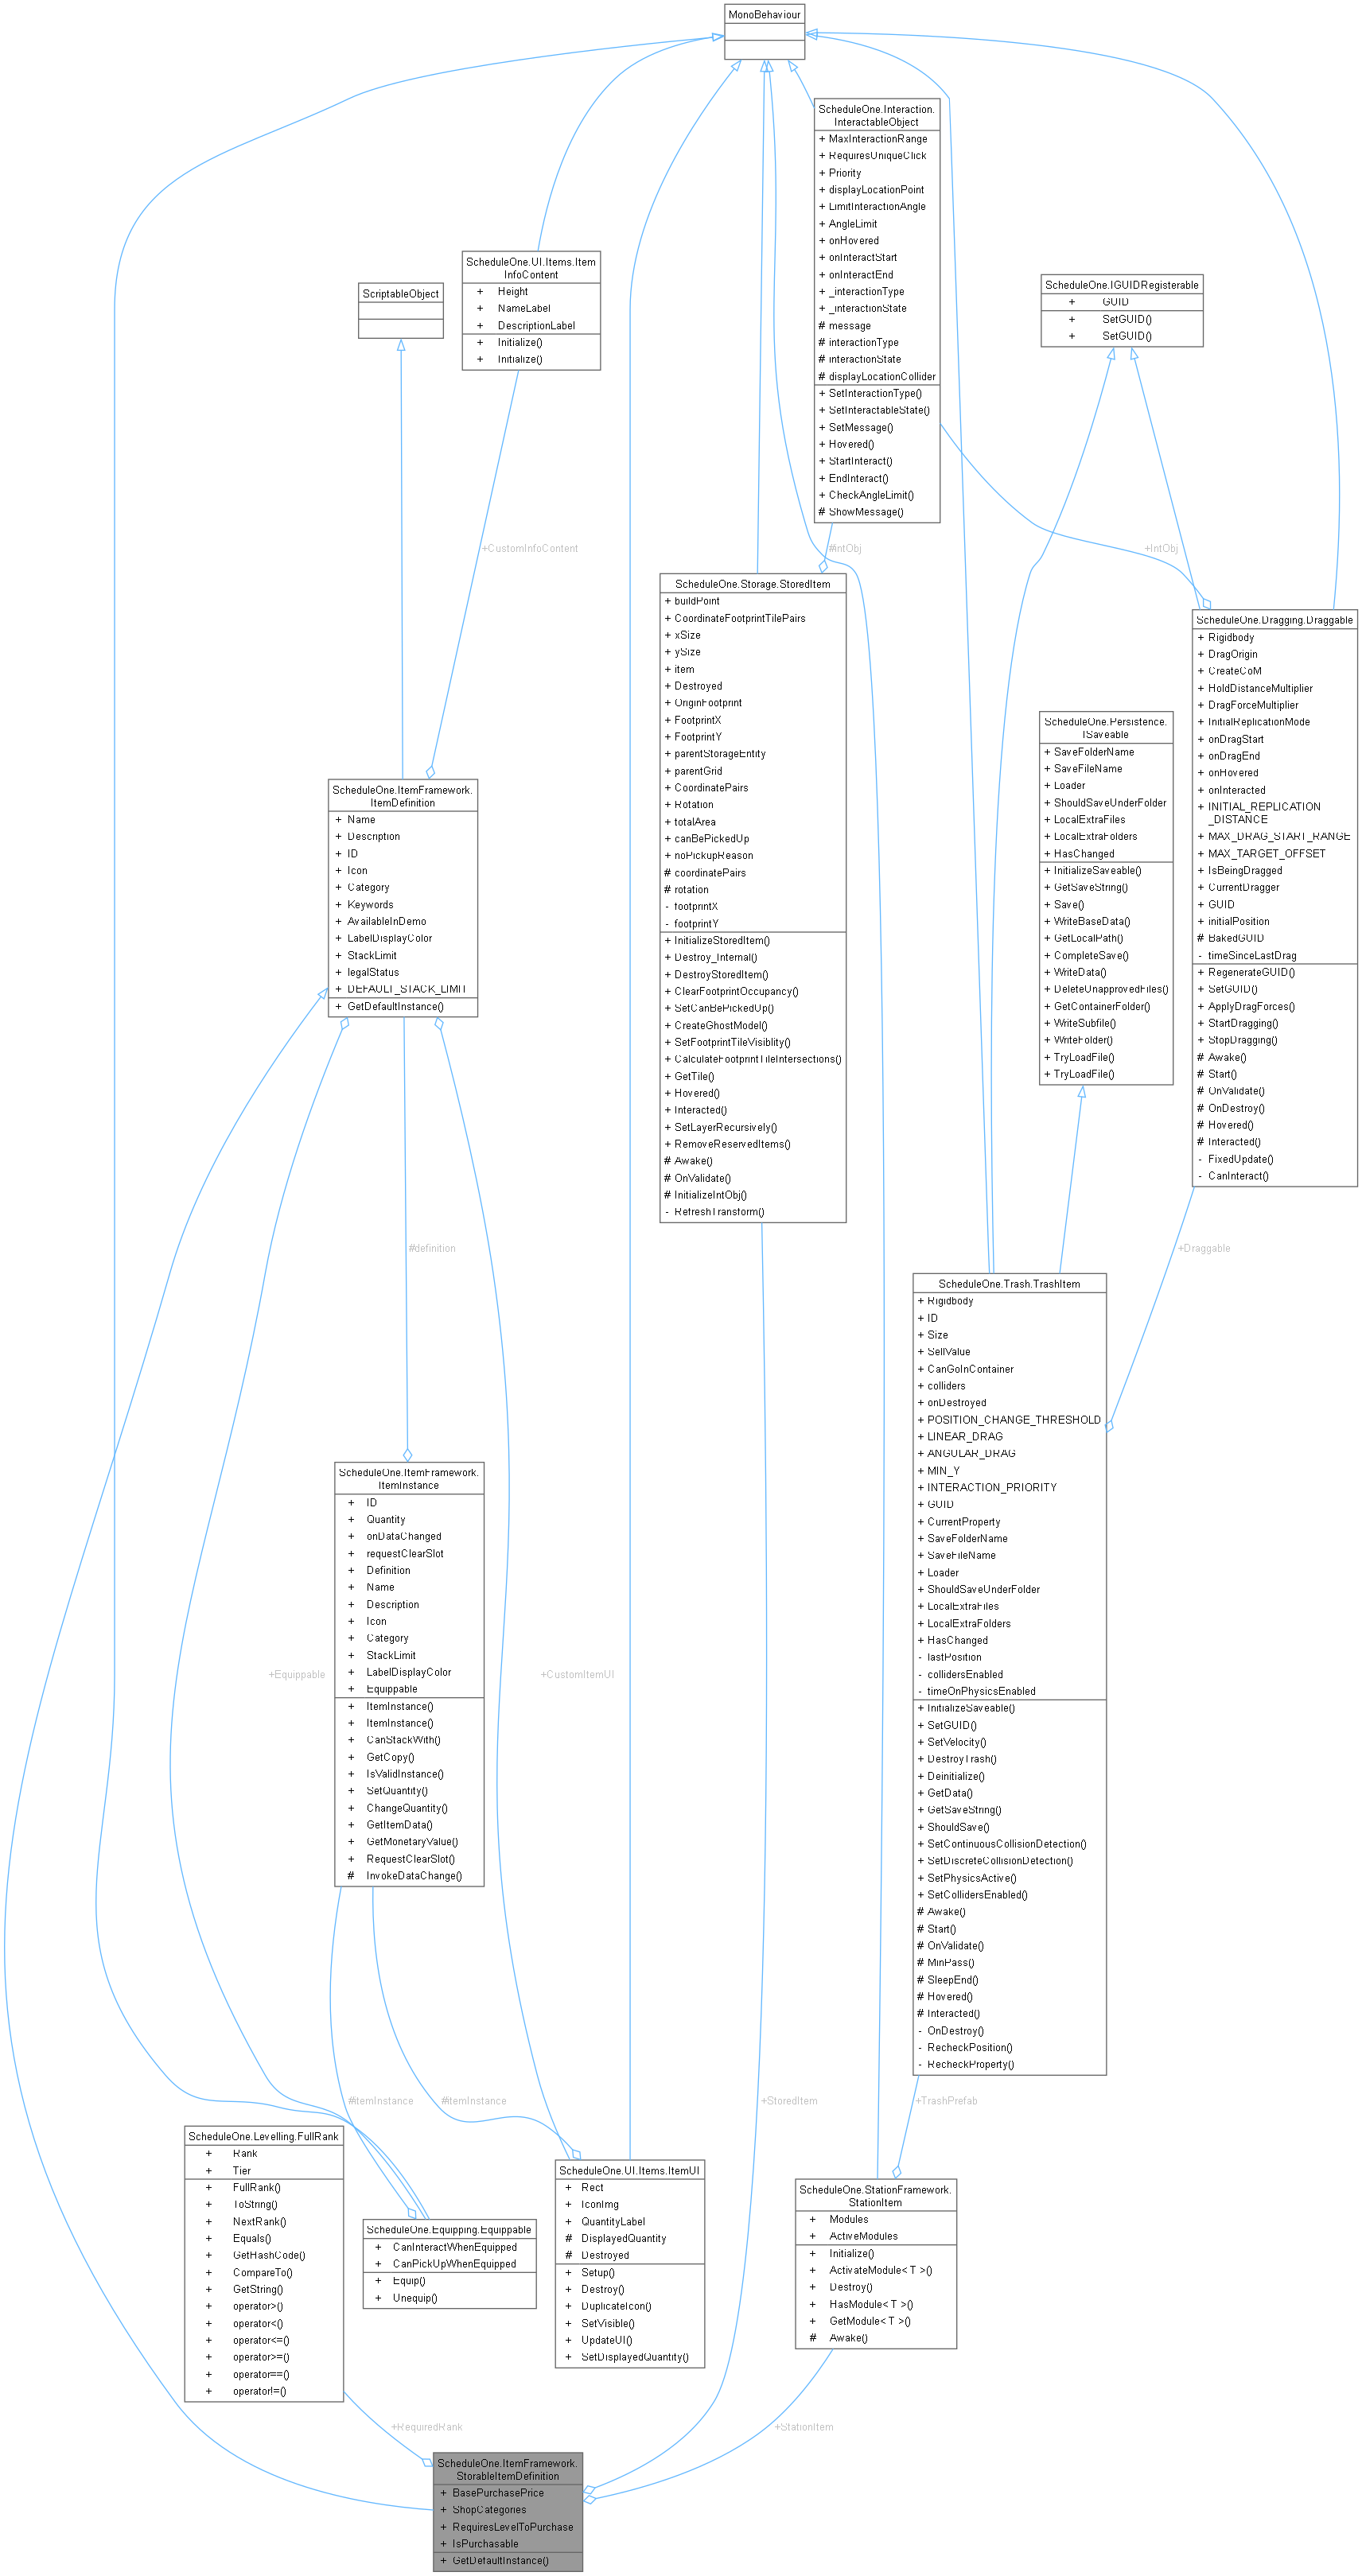 MonoBehaviour
ScheduleOne.Interaction.
InteractableObject
+ MaxInteractionRange
+ RequiresUniqueClick
+ Priority
+ displayLocationPoint
+ LimitInteractionAngle
+ AngleLimit
+ onHovered
+ onInteractStart
+ onInteractEnd
+ _interactionType
+ _interactionState
# message
# interactionType
# interactionState
# displayLocationCollider
+ SetInteractionType()
+ SetInteractableState()
+ SetMessage()
+ Hovered()
+ StartInteract()
+ EndInteract()
+ CheckAngleLimit()
# ShowMessage()
ScheduleOne.UI.Items.Item
InfoContent
+ Height
+ NameLabel
+ DescriptionLabel
+ Initialize()
+ Initialize()
ScriptableObject
ScheduleOne.IGUIDRegisterable
+ GUID
+ SetGUID()
+ SetGUID()
+CustomInfoContent
#intObj
+IntObj
ScheduleOne.Storage.StoredItem
+ buildPoint
+ CoordinateFootprintTilePairs
+ xSize
+ ySize
+ item
+ Destroyed
+ OriginFootprint
+ FootprintX
+ FootprintY
+ parentStorageEntity
+ parentGrid
+ CoordinatePairs
+ Rotation
+ totalArea
+ canBePickedUp
+ noPickupReason
# coordinatePairs
# rotation
- footprintX
- footprintY
+ InitializeStoredItem()
+ Destroy_Internal()
+ DestroyStoredItem()
+ ClearFootprintOccupancy()
+ SetCanBePickedUp()
+ CreateGhostModel()
+ SetFootprintTileVisiblity()
+ CalculateFootprintTileIntersections()
+ GetTile()
+ Hovered()
+ Interacted()
+ SetLayerRecursively()
+ RemoveReservedItems()
# Awake()
# OnValidate()
# InitializeIntObj()
- RefreshTransform()
ScheduleOne.Dragging.Draggable
+ Rigidbody
+ DragOrigin
+ CreateCoM
+ HoldDistanceMultiplier
+ DragForceMultiplier
+ InitialReplicationMode
+ onDragStart
+ onDragEnd
+ onHovered
+ onInteracted
+ INITIAL_REPLICATION
_DISTANCE
+ MAX_DRAG_START_RANGE
+ MAX_TARGET_OFFSET
+ IsBeingDragged
+ CurrentDragger
+ GUID
+ initialPosition
# BakedGUID
- timeSinceLastDrag
+ RegenerateGUID()
+ SetGUID()
+ ApplyDragForces()
+ StartDragging()
+ StopDragging()
# Awake()
# Start()
# OnValidate()
# OnDestroy()
# Hovered()
# Interacted()
- FixedUpdate()
- CanInteract()
ScheduleOne.Persistence.
ISaveable
+ SaveFolderName
+ SaveFileName
+ Loader
+ ShouldSaveUnderFolder
+ LocalExtraFiles
+ LocalExtraFolders
+ HasChanged
+ InitializeSaveable()
+ GetSaveString()
+ Save()
+ WriteBaseData()
+ GetLocalPath()
+ CompleteSave()
+ WriteData()
+ DeleteUnapprovedFiles()
+ GetContainerFolder()
+ WriteSubfile()
+ WriteFolder()
+ TryLoadFile()
+ TryLoadFile()
ScheduleOne.ItemFramework.
ItemDefinition
+ Name
+ Description
+ ID
+ Icon
+ Category
+ Keywords
+ AvailableInDemo
+ LabelDisplayColor
+ StackLimit
+ legalStatus
+ DEFAULT_STACK_LIMIT
+ GetDefaultInstance()
#definition
+Draggable
ScheduleOne.Trash.TrashItem
+ Rigidbody
+ ID
+ Size
+ SellValue
+ CanGoInContainer
+ colliders
+ onDestroyed
+ POSITION_CHANGE_THRESHOLD
+ LINEAR_DRAG
+ ANGULAR_DRAG
+ MIN_Y
+ INTERACTION_PRIORITY
+ GUID
+ CurrentProperty
+ SaveFolderName
+ SaveFileName
+ Loader
+ ShouldSaveUnderFolder
+ LocalExtraFiles
+ LocalExtraFolders
+ HasChanged
- lastPosition
- collidersEnabled
- timeOnPhysicsEnabled
+ InitializeSaveable()
+ SetGUID()
+ SetVelocity()
+ DestroyTrash()
+ Deinitialize()
+ GetData()
+ GetSaveString()
+ ShouldSave()
+ SetContinuousCollisionDetection()
+ SetDiscreteCollisionDetection()
+ SetPhysicsActive()
+ SetCollidersEnabled()
# Awake()
# Start()
# OnValidate()
# MinPass()
# SleepEnd()
# Hovered()
# Interacted()
- OnDestroy()
- RecheckPosition()
- RecheckProperty()
ScheduleOne.ItemFramework.
ItemInstance
+ ID
+ Quantity
+ onDataChanged
+ requestClearSlot
+ Definition
+ Name
+ Description
+ Icon
+ Category
+ StackLimit
+ LabelDisplayColor
+ Equippable
+ ItemInstance()
+ ItemInstance()
+ CanStackWith()
+ GetCopy()
+ IsValidInstance()
+ SetQuantity()
+ ChangeQuantity()
+ GetItemData()
+ GetMonetaryValue()
+ RequestClearSlot()
# InvokeDataChange()
+Equippable
+CustomItemUI
#itemInstance
#itemInstance
+StoredItem
+TrashPrefab
ScheduleOne.Levelling.FullRank
+ Rank
+ Tier
+ FullRank()
+ ToString()
+ NextRank()
+ Equals()
+ GetHashCode()
+ CompareTo()
+ GetString()
+ operator>()
+ operator<()
+ operator<=()
+ operator>=()
+ operator==()
+ operator!=()
ScheduleOne.Equipping.Equippable
+ CanInteractWhenEquipped
+ CanPickUpWhenEquipped
+ Equip()
+ Unequip()
ScheduleOne.UI.Items.ItemUI
+ Rect
+ IconImg
+ QuantityLabel
# DisplayedQuantity
# Destroyed
+ Setup()
+ Destroy()
+ DuplicateIcon()
+ SetVisible()
+ UpdateUI()
+ SetDisplayedQuantity()
ScheduleOne.StationFramework.
StationItem
+ Modules
+ ActiveModules
+ Initialize()
+ ActivateModule< T >()
+ Destroy()
+ HasModule< T >()
+ GetModule< T >()
# Awake()
+RequiredRank
+StationItem
ScheduleOne.ItemFramework.
StorableItemDefinition
+ BasePurchasePrice
+ ShopCategories
+ RequiresLevelToPurchase
+ IsPurchasable
+ GetDefaultInstance()